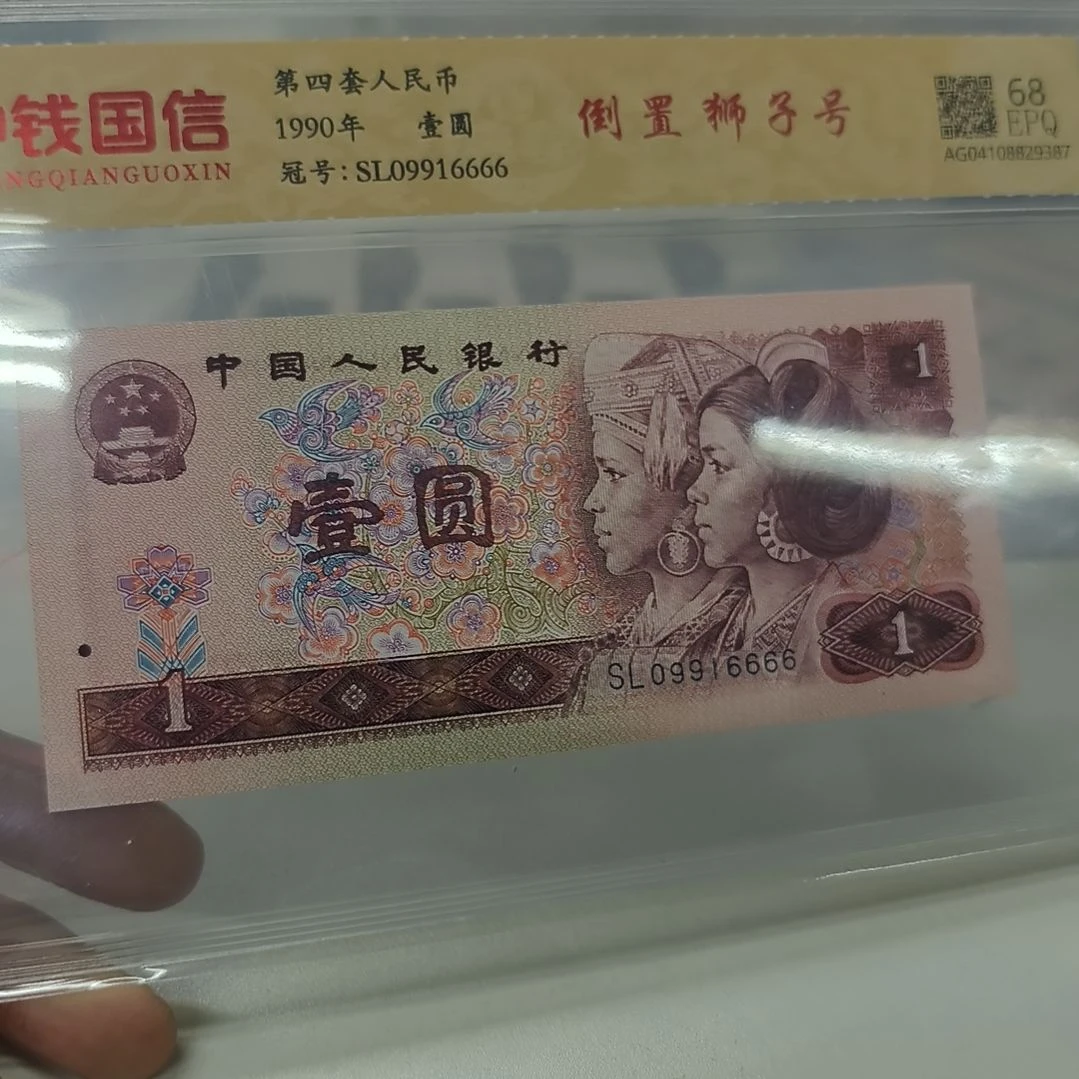 钱国信
NGQIANGUOXIN
第四套人民币
1990年 壹圆
冠号: SL09916666
倒置狮子号
68
EPQ
AG04108829387
中国人民银行
1
壹圆
SL09916666
1
1